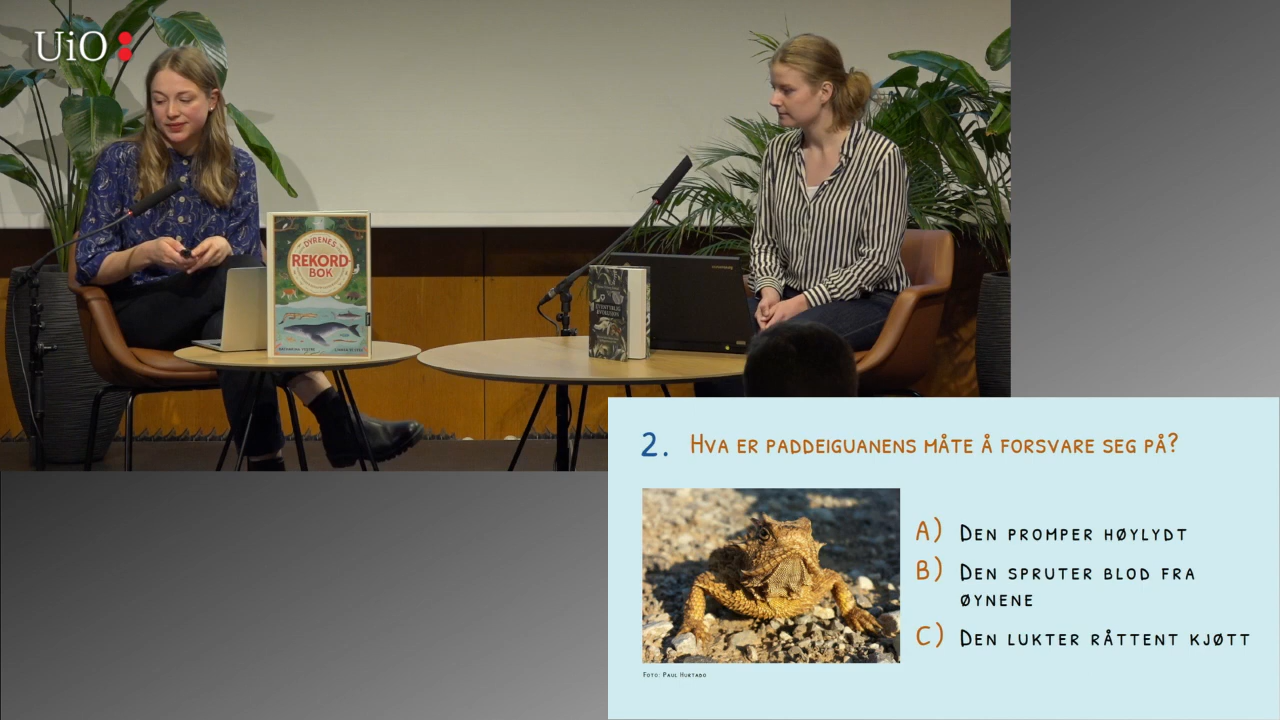 UiO
DYRENES
REKORD
BOK
2. HVA ER PADDEIGUANENS MÅTE Å FORSVARE SEG PÅ?
A) DEN PROMPER HØYLYDT
B) DEN SPRUTER BLOD FRA
ØYNENE
C) DEN LUKTER RÅTTENT KJØTT
FOTO: PAUL HURTADO